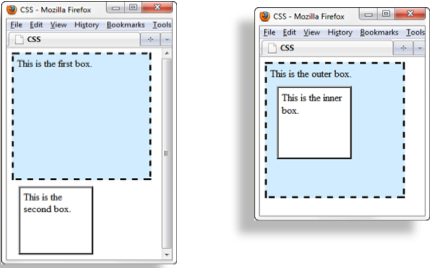 CSS - Mozilla Firefox
File Edit View History Bookmarks Tools
CSS
This is the first box.
This is the
second box.
CSS - Mozilla Firefox
File Edit View History Bookmarks Tools
CSS
This is the outer box.
This is the inner
box.